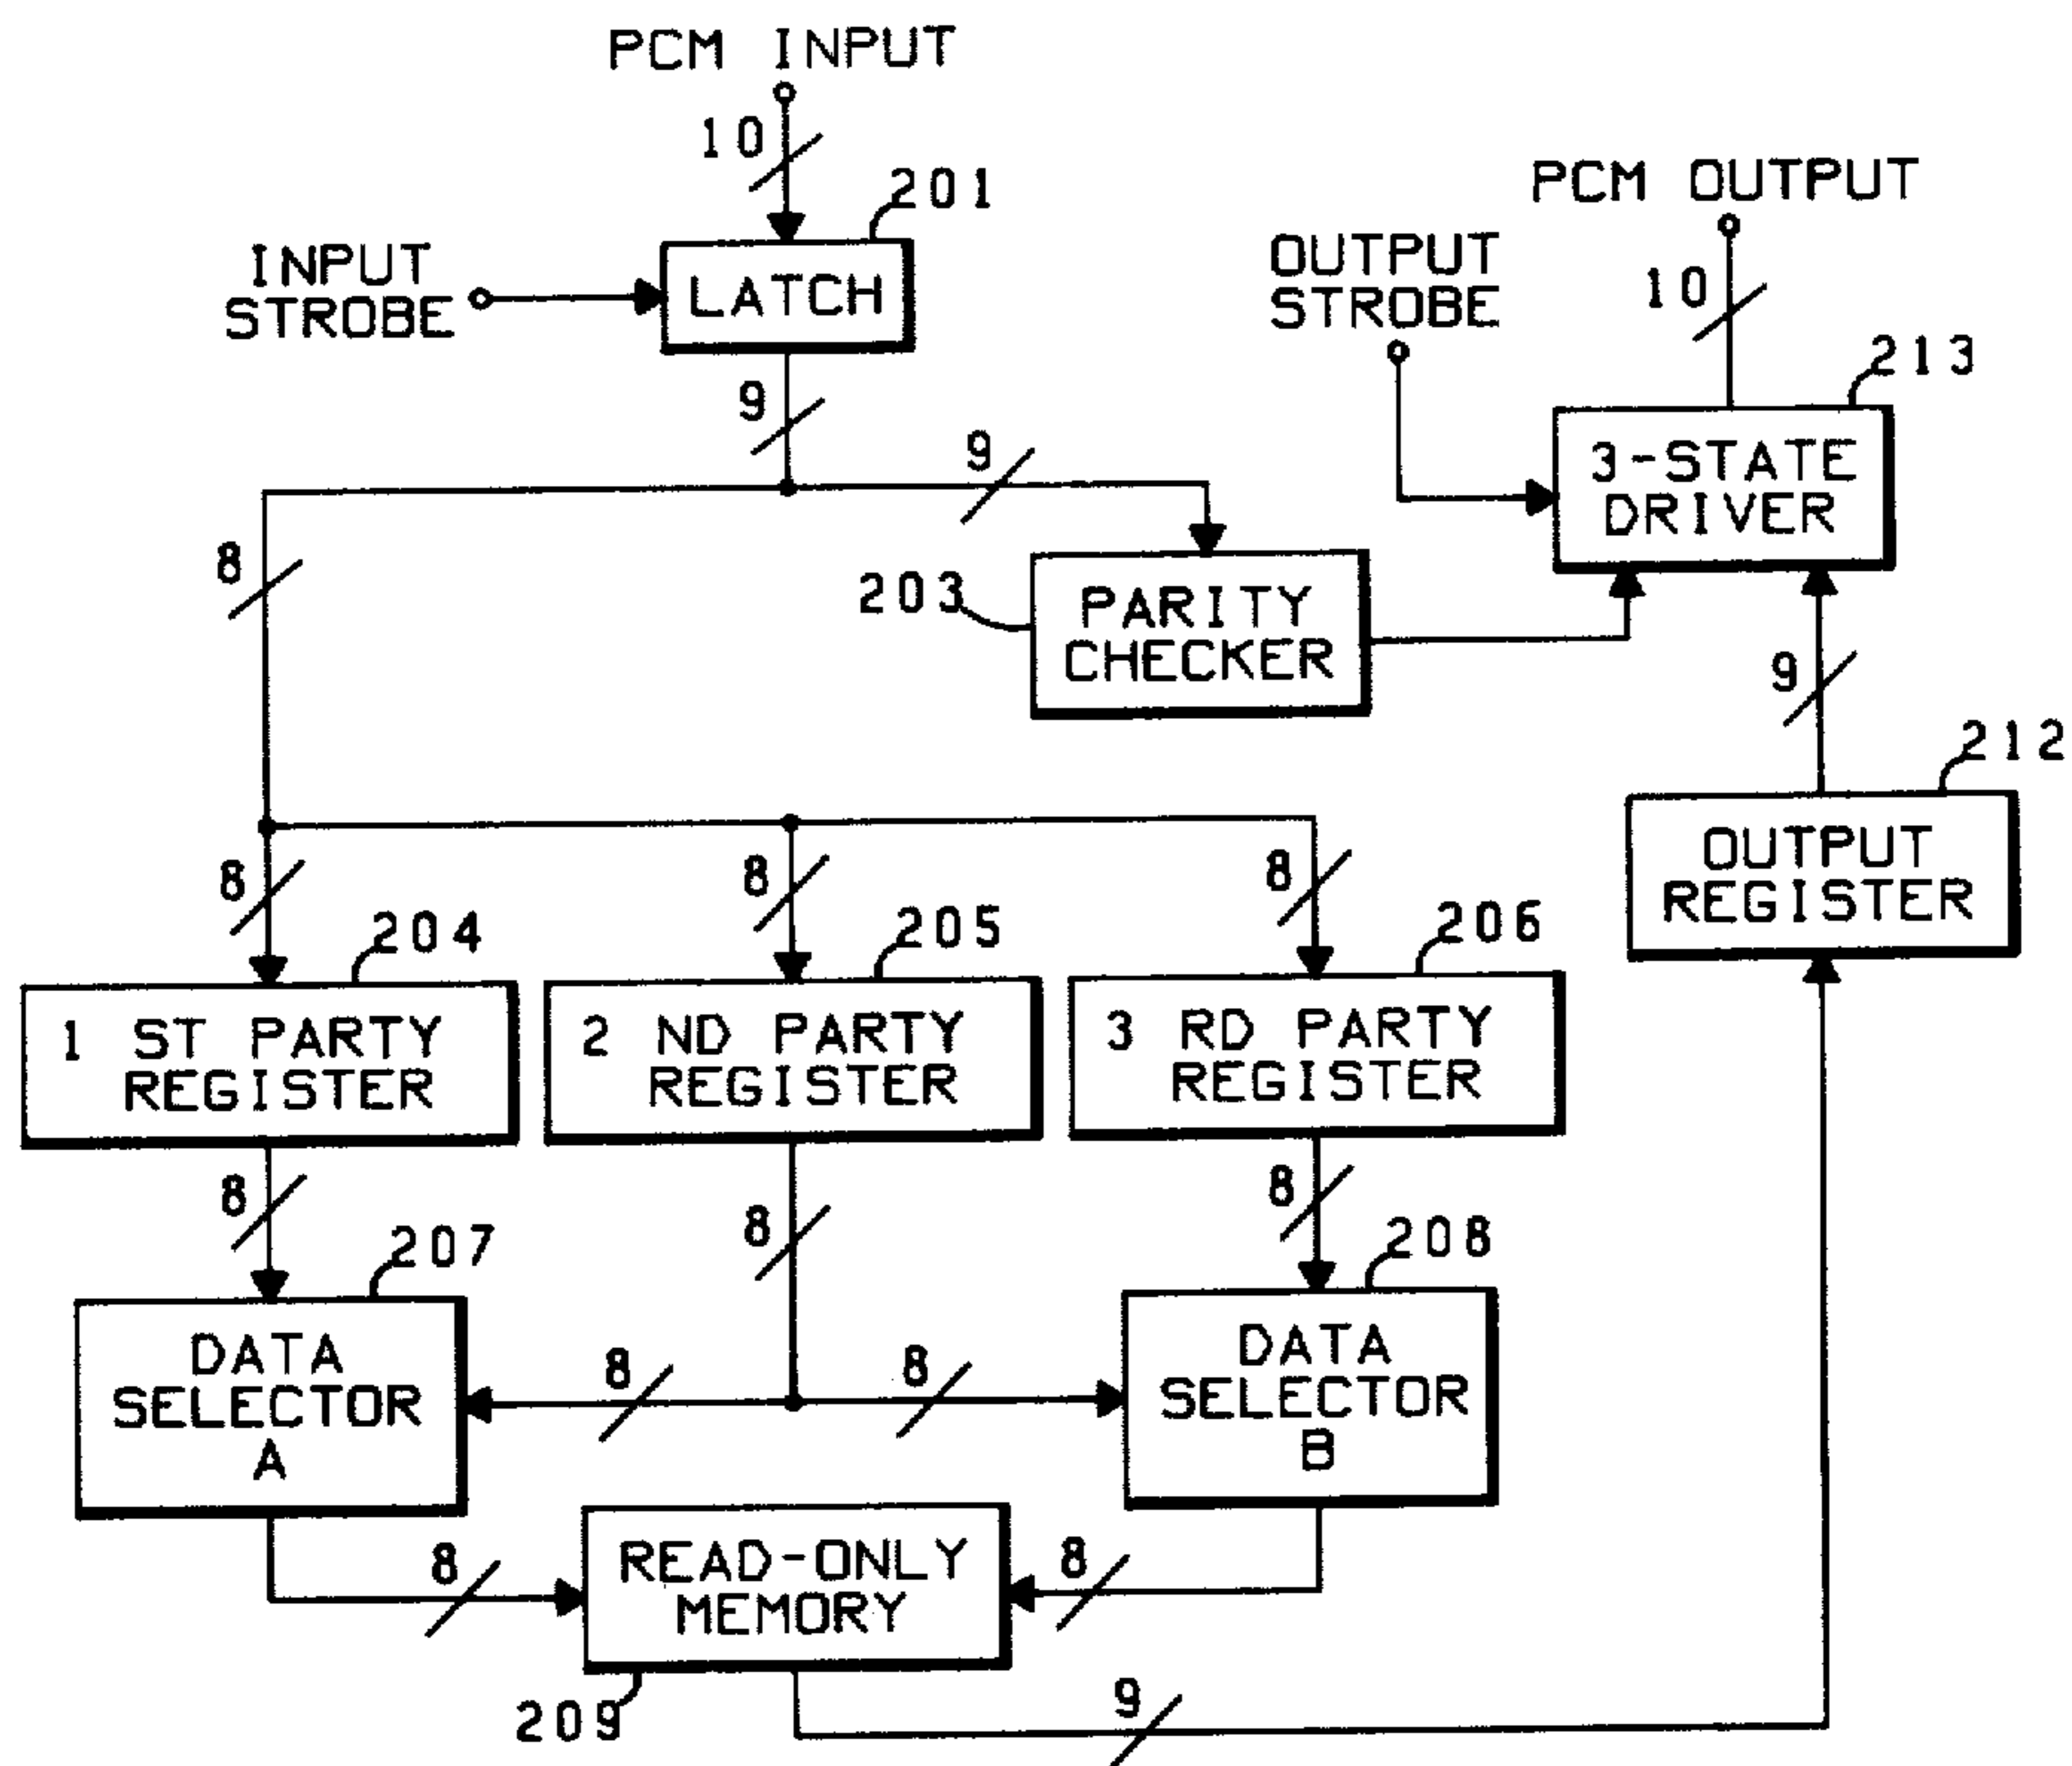 PCM INPUT
10
201
INPUT
STROBE
LATCH
9
9
PCM OUTPUT
10
OUTPUT
STROBE
213
3-STATE
DRIVER
8
203
PARITY
CHECKER
9
212
OUTPUT
REGISTER
8
8
8
204
205
206
1 ST PARTY
REGISTER
2 ND PARTY
REGISTER
3 RD PARTY
REGISTER
8
8
8
207
208
DATA
SELECTOR
A
8
8
DATA
SELECTOR
B
8
READ-ONLY
MEMORY
8
209
9